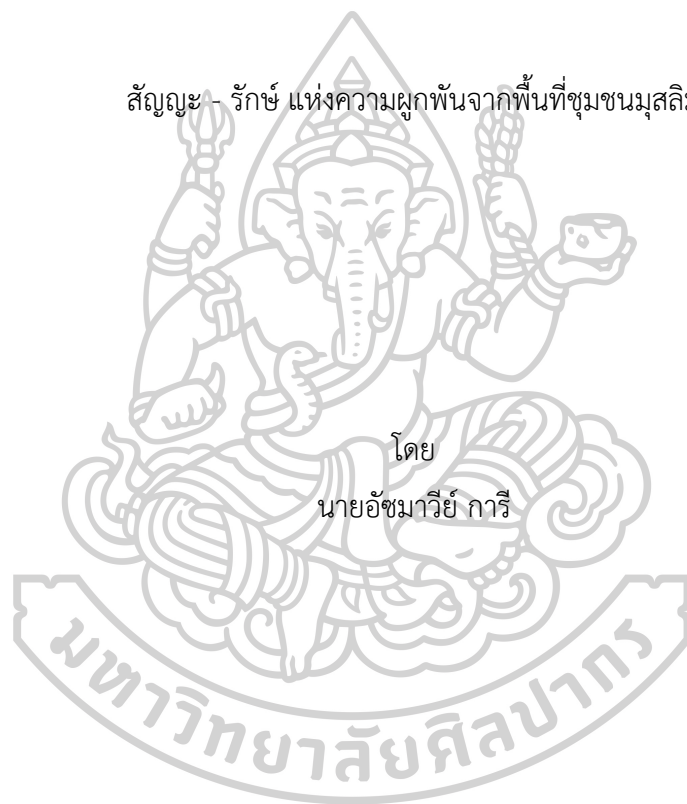 สัญญะ - รักษ์ แห่งความผูกพันจากพื้นที่ชุมชนมุสลิม
โดย
นายอัซมาวีย์ การี
มหาวิทยาลัยศิลปากร